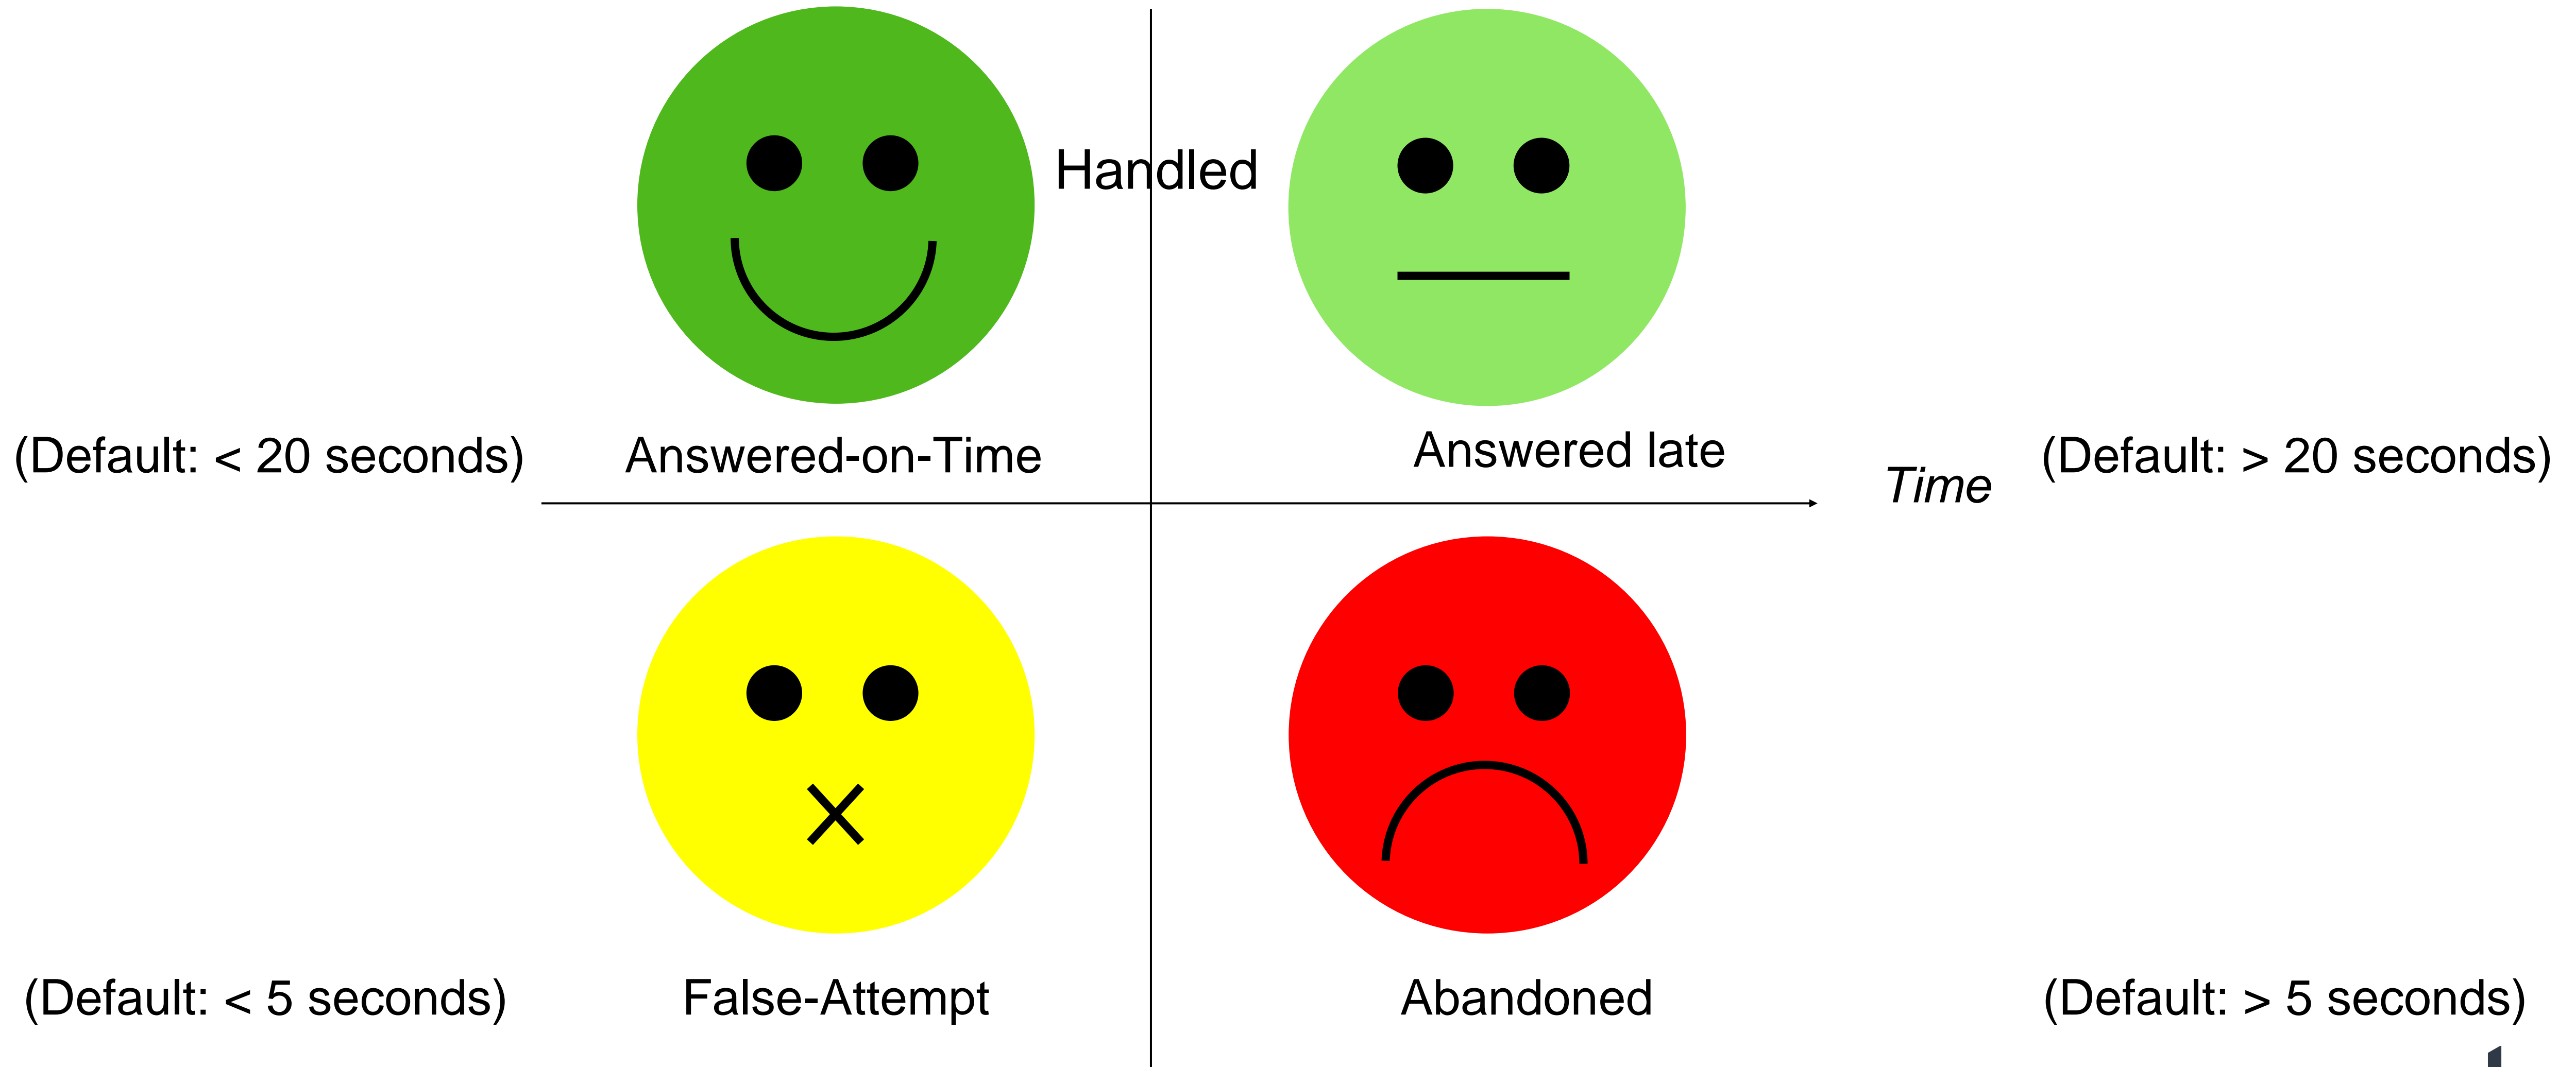 Handled
(Default: < 20 seconds)
Answered-on-Time
Answered late
Time
(Default: > 20 seconds)
(Default: < 5 seconds)
False-Attempt
Abandoned
(Default: > 5 seconds)